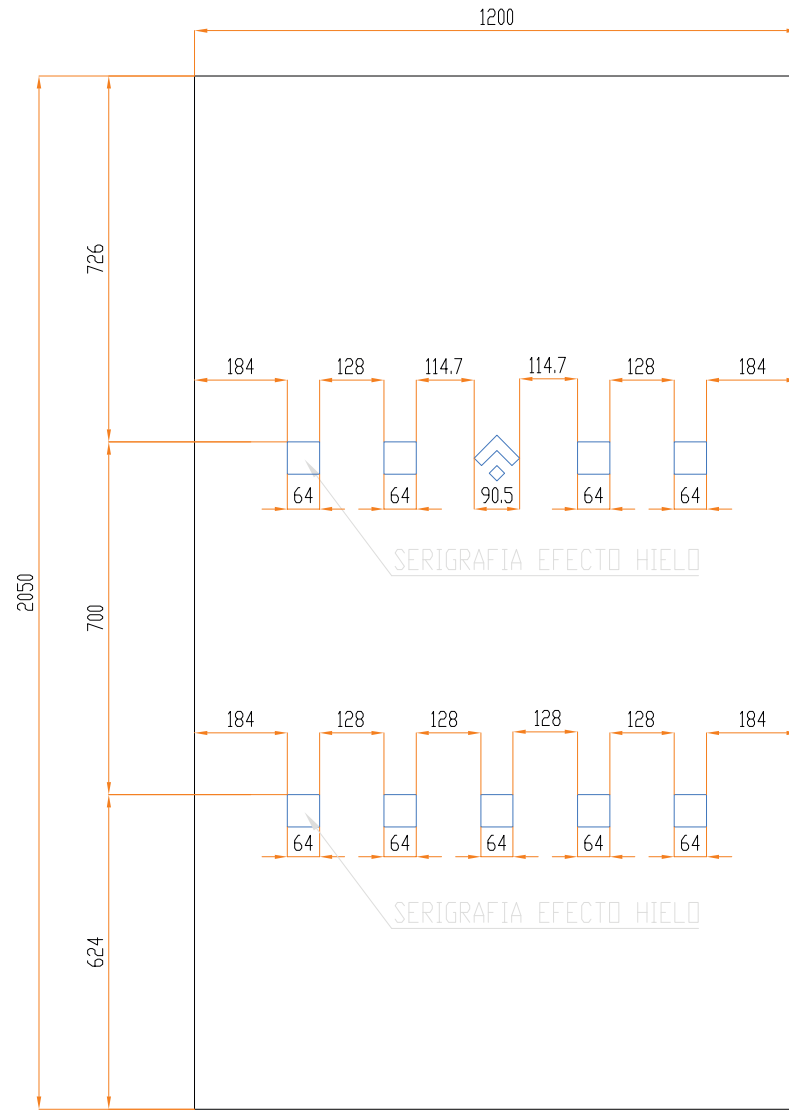 1200
726
184 128 114.7 114.7 128 184
64 64 90.5 64 64
SERIGRAFIA EFECTO HIELO
2050
700
184 128 128 128 128 184
64 64 64 64 64
SERIGRAFIA EFECTO HIELO
624